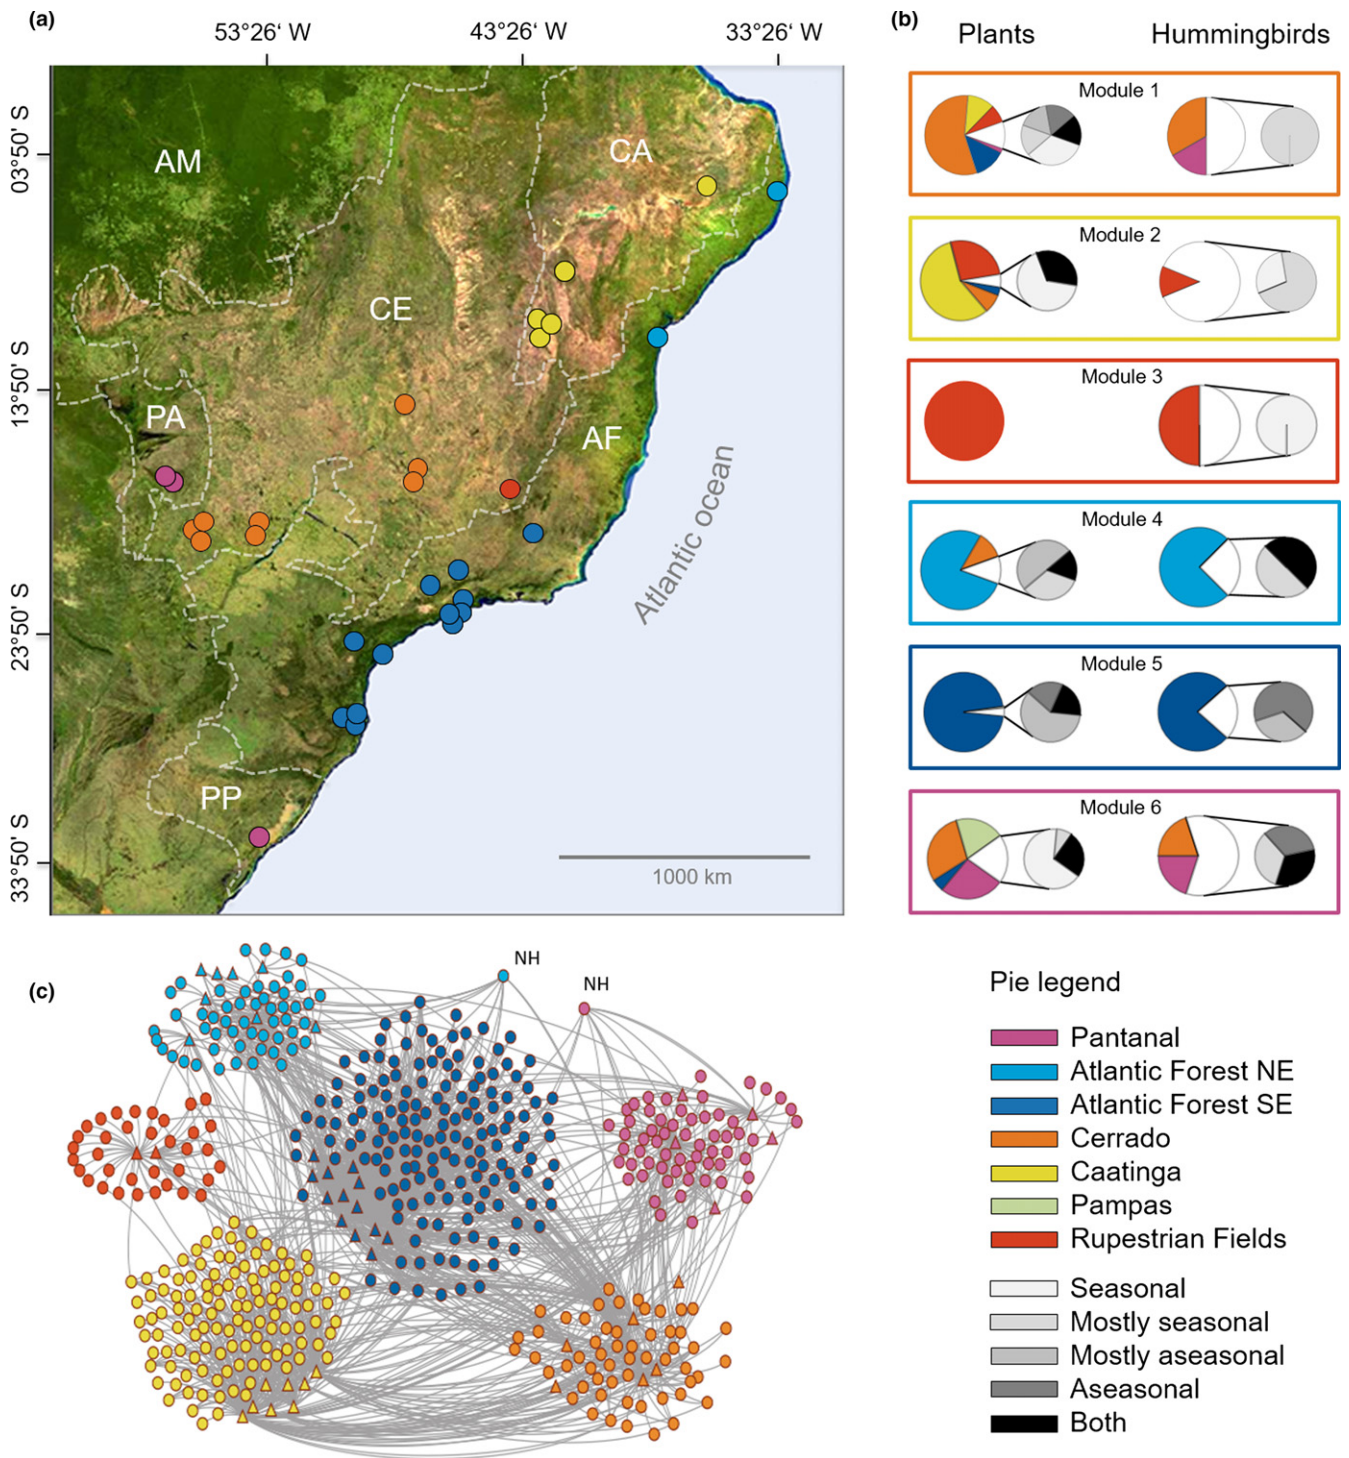 (a)
53°26‘ W
43°26‘ W
33°26‘ W
03°50' S
13°50' S
23°50' S
33°50' S
AM
CA
CE
PA
AF
PP
Atlantic ocean
1000 km
(b)
Plants
Hummingbirds
Module 1
Module 2
Module 3
Module 4
Module 5
Module 6
(c)
NH
NH
Pie legend
Pantanal
Atlantic Forest NE
Atlantic Forest SE
Cerrado
Caatinga
Pampas
Rupestrian Fields
Seasonal
Mostly seasonal
Mostly aseasonal
Aseasonal
Both